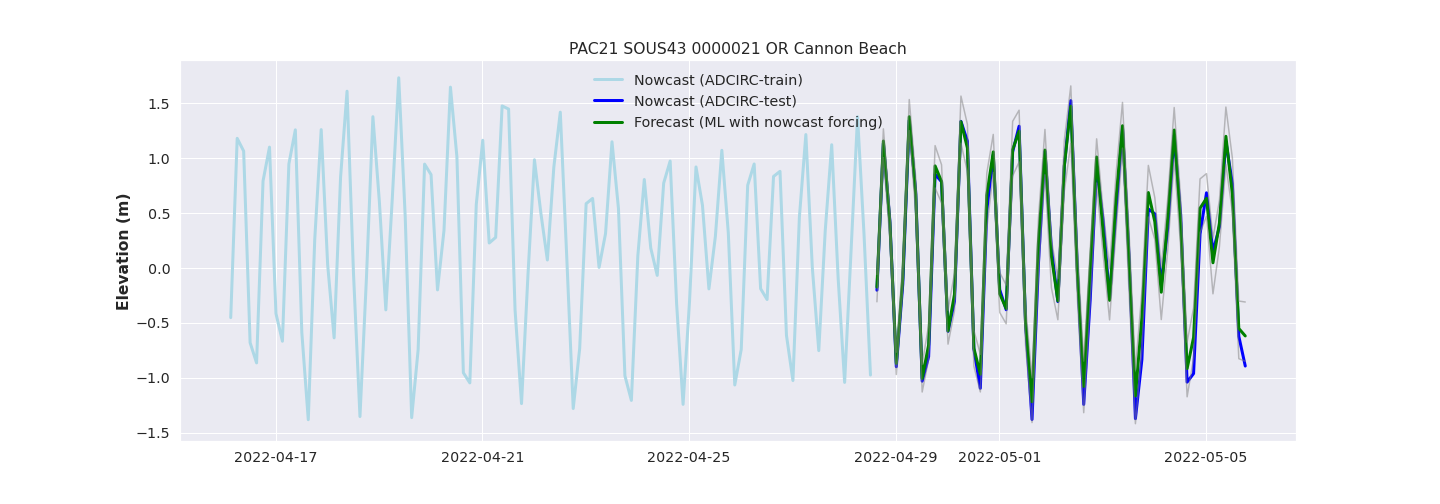 PAC21 SOUS43 0000021 OR Cannon Beach
Nowcast (ADCIRC-train)
Nowcast (ADCIRC-test)
Forecast (ML with nowcast forcing)
Elevation (m)
1.5
1.0
0.5
0.0
−0.5
−1.0
−1.5
2022-04-17 2022-04-21 2022-04-25 2022-04-29 2022-05-01 2022-05-05